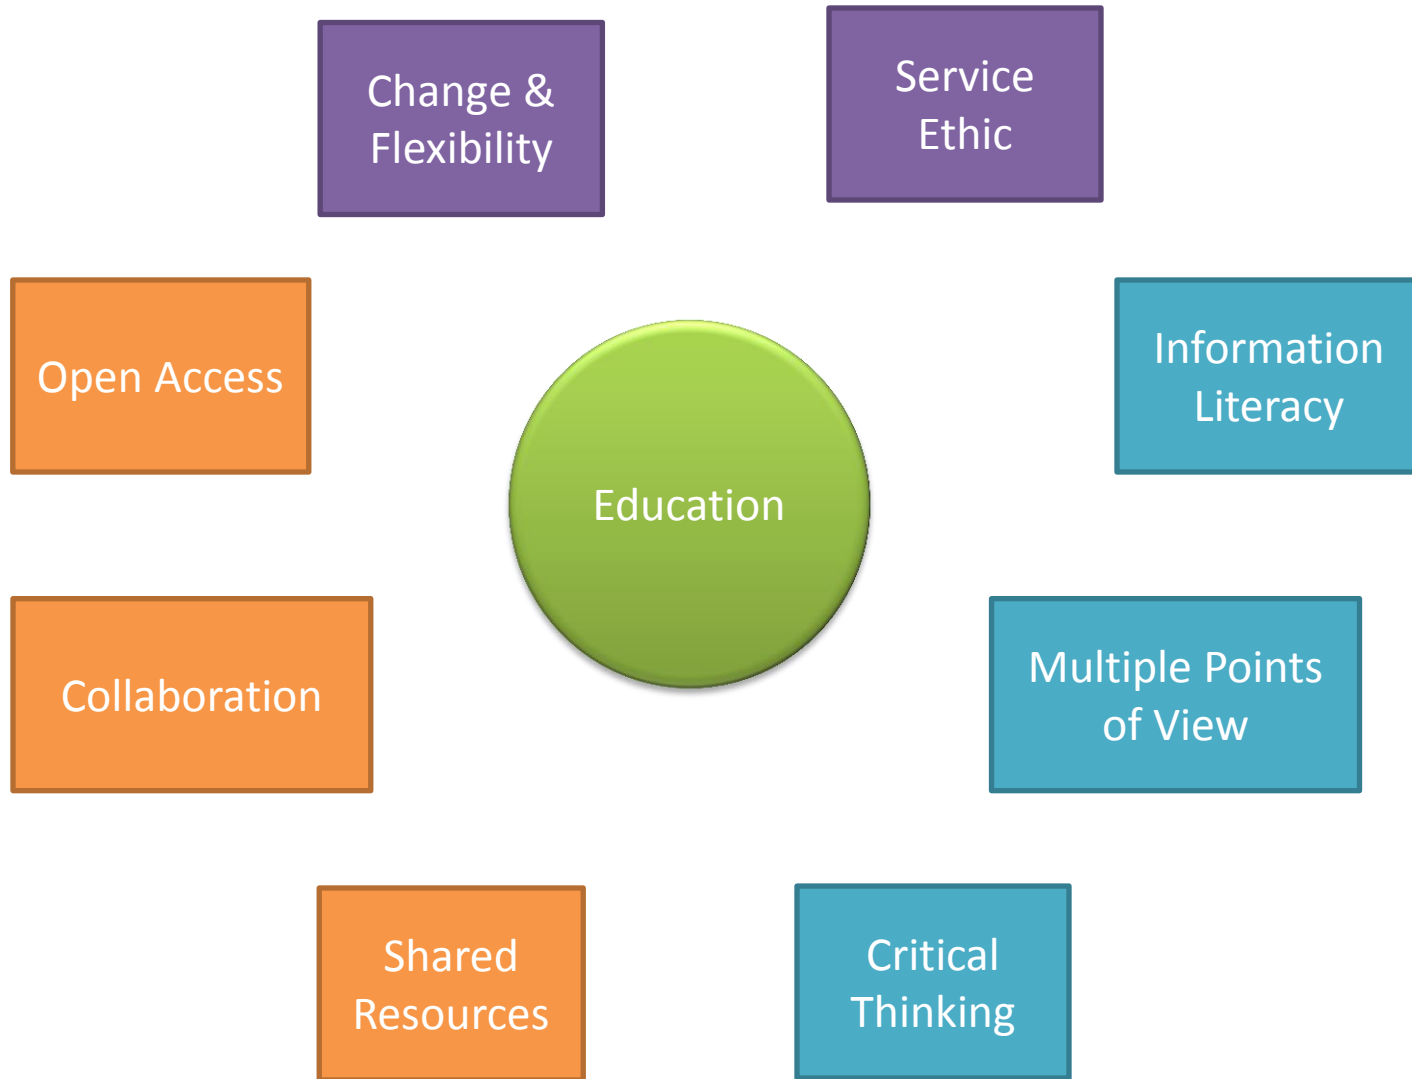 Change &
Flexibility
Service
Ethic
Open Access
Information
Literacy
Education
Collaboration
Multiple Points
of View
Shared
Resources
Critical
Thinking